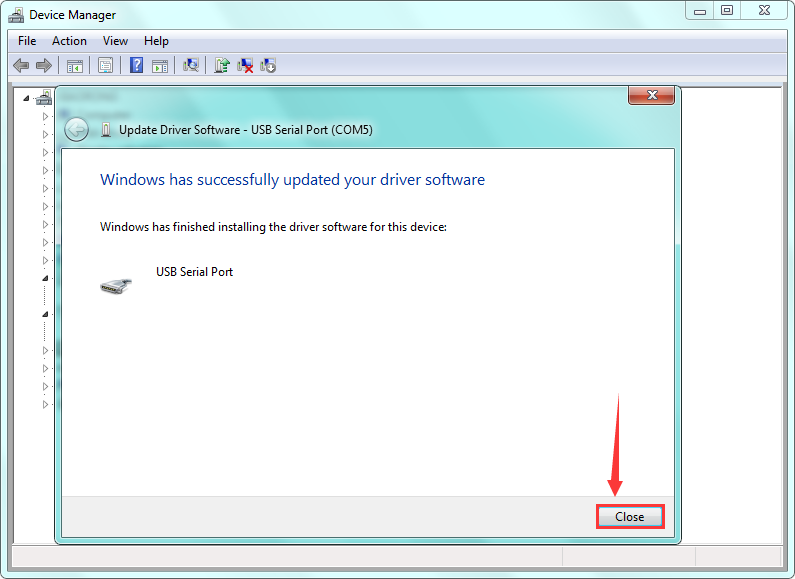 Device Manager
File Action View Help
Update Driver Software - USB Serial Port (COM5)
Windows has successfully updated your driver software
Windows has finished installing the driver software for this device:
USB Serial Port
Close